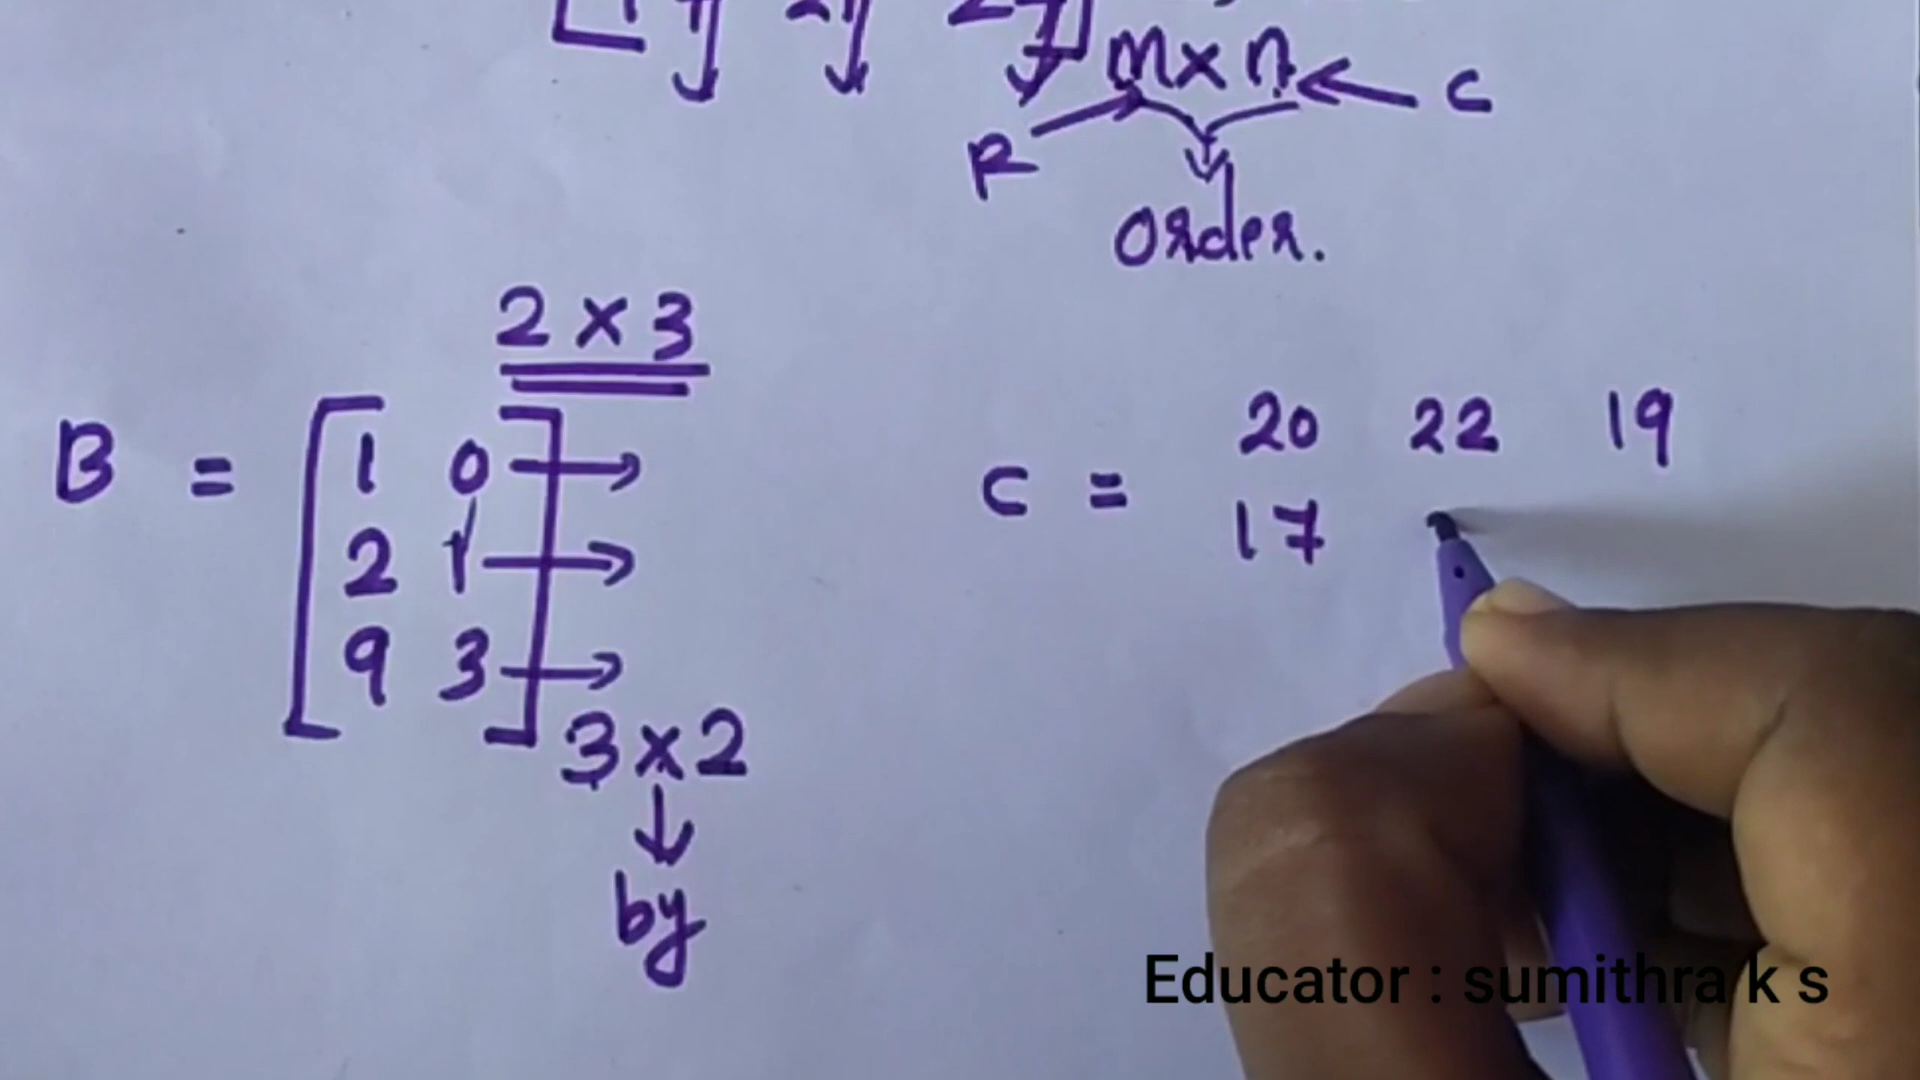 m × n ← C
R
Order.
2 × 3
B = [1 0
2 1
9 3]
3 × 2
by
C = 20 22 19
17
Educator : sumithra k s